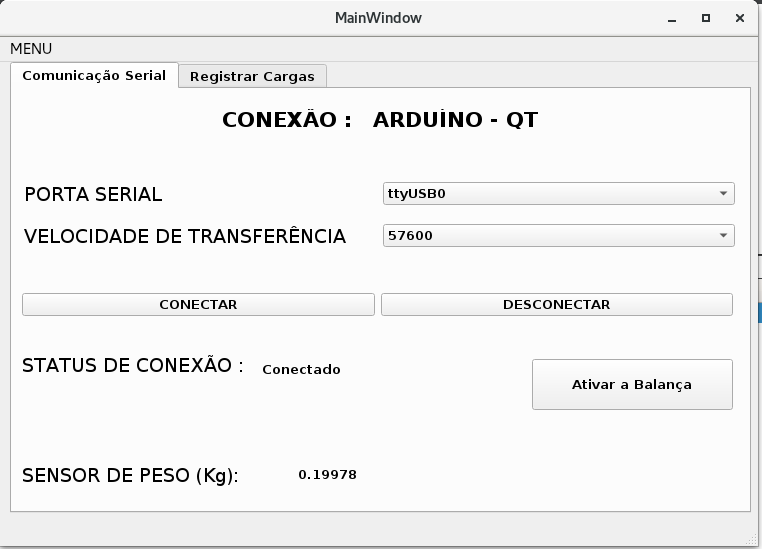 MainWindow
MENU
Comunicação Serial Registrar Cargas
CONEXÃO : ARDUÍNO - QT
PORTA SERIAL ttyUSB0
VELOCIDADE DE TRANSFERÊNCIA 57600
CONECTAR DESCONECTAR
STATUS DE CONEXÃO : Conectado
Ativar a Balança
SENSOR DE PESO (Kg): 0.19978